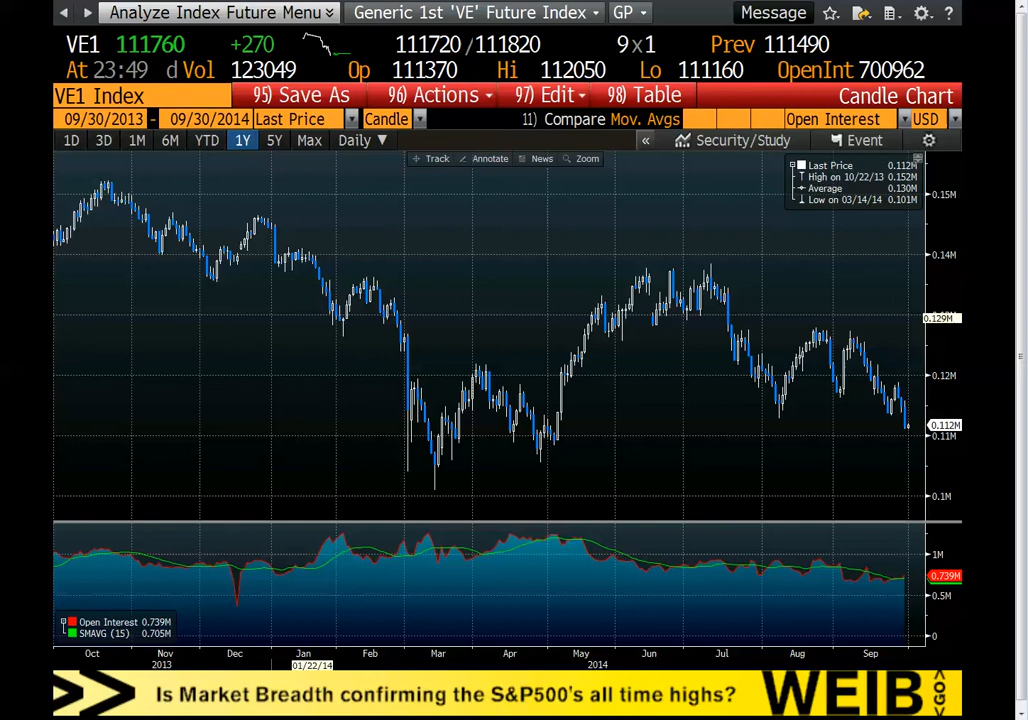 Analyze Index Future Menu Generic 1st 'VE' Future Index GP Message ?
VE1 111760 +270 111720 /111820 9 x 1 Prev 111490
At 23:49 d Vol 123049 Op 111370 Hi 112050 Lo 111160 OpenInt 700962
VE1 Index 95) Save As 96) Actions 97) Edit 98) Table Candle Chart
09/30/2013 - 09/30/2014 Last Price Candle 11) Compare Mov. Avgs Open Interest USD
1D 3D 1M 6M YTD 1Y 5Y Max Daily ▼ « Security/Study Event
Track Annotate News Zoom
Last Price 0.112M
High on 10/22/13 0.152M
Average 0.130M
Low on 03/14/14 0.101M
0.15M
0.14M
0.129M
0.12M
0.112M
0.11M
0.1M
1M
0.739M
0.5M
0
Open Interest 0.739M
SMAVG (15) 0.705M
Oct Nov Dec Jan Feb Mar Apr May Jun Jul Aug Sep
2013 01/22/14 2014
Is Market Breadth confirming the S&P500's all time highs? WEIB <GO>